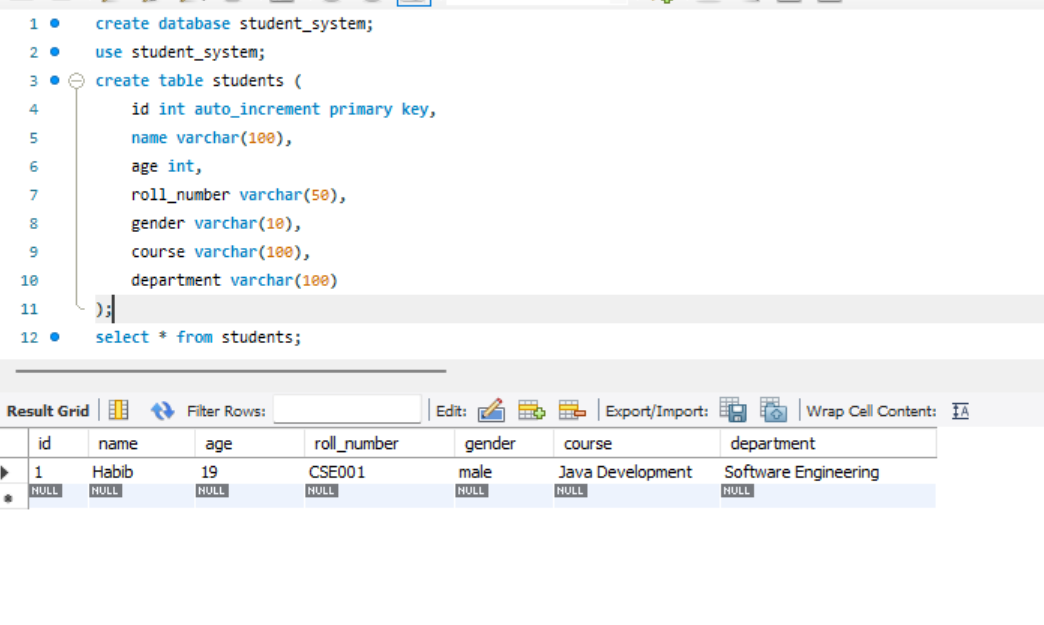 1 create database student_system;
2 use student_system;
3 create table students (
4 id int auto_increment primary key,
5 name varchar(100),
6 age int,
7 roll_number varchar(50),
8 gender varchar(10),
9 course varchar(100),
10 department varchar(100)
11 );
12 select * from students;
Result Grid Filter Rows: Edit: Export/Import: Wrap Cell Content: IA
id name age roll_number gender course department
1 Habib 19 CSE001 male Java Development Software Engineering
NULL NULL NULL NULL NULL NULL NULL